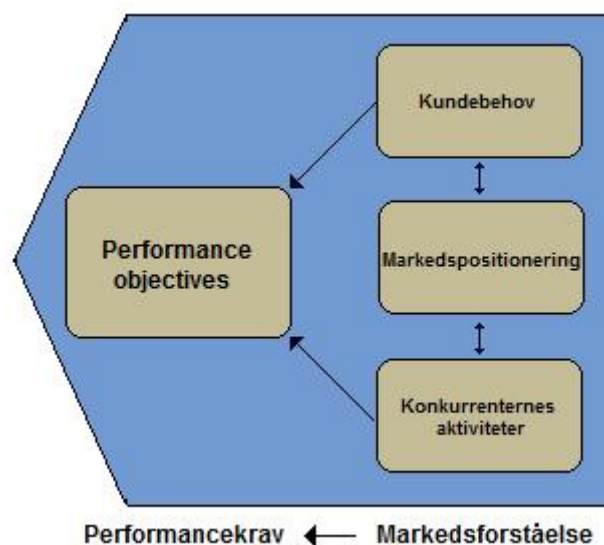 Kundebehov
Performance
objectives
Markedspositionering
Konkurrenternes
aktiviteter
Performancekrav
Markedsforståelse